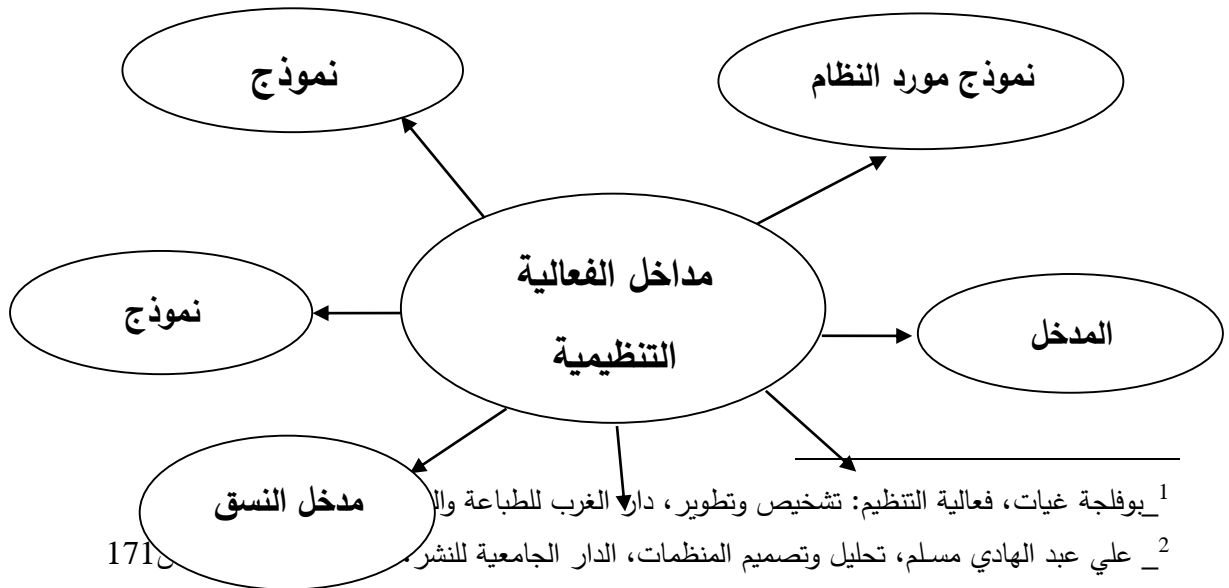 نموذج مورد النظام
نموذج
مداخل الفعالية
التنظيمية
نموذج
المدخل
مدخل النسق
1_بوفلجة غيات، فعالية التنظيم: تشخيص وتطوير، دار الغرب للطباعة
2_ علي عبد الهادي مسلم، تحليل وتصميم المنظمات، الدار الجامعية للنشر، 171